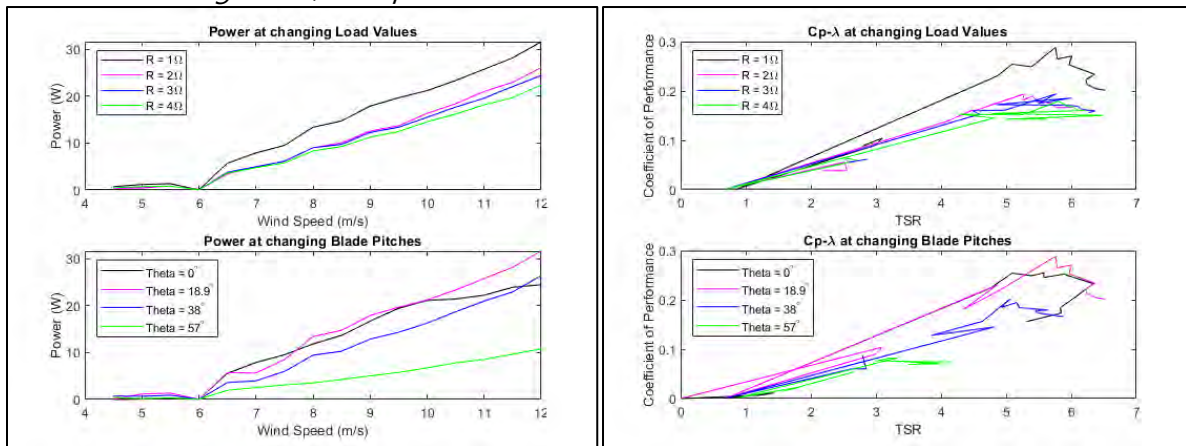 Power at changing Load Values
R = 1Ω
R = 2Ω
R = 3Ω
R = 4Ω
Power (W)
30
20
10
0
4 5 6 7 8 9 10 11 12
Wind Speed (m/s)
Power at changing Blade Pitches
Theta = 0°
Theta = 18.9°
Theta = 38°
Theta = 57°
Power (W)
30
20
10
0
4 5 6 7 8 9 10 11 12
Wind Speed (m/s)
Cp-λ at changing Load Values
R = 1Ω
R = 2Ω
R = 3Ω
R = 4Ω
Coefficient of Performance
0.3
0.2
0.1
0
0 1 2 3 4 5 6 7
TSR
Cp-λ at changing Blade Pitches
Theta = 0°
Theta = 18.9°
Theta = 38°
Theta = 57°
Coefficient of Performance
0.3
0.2
0.1
0
0 1 2 3 4 5 6 7
TSR